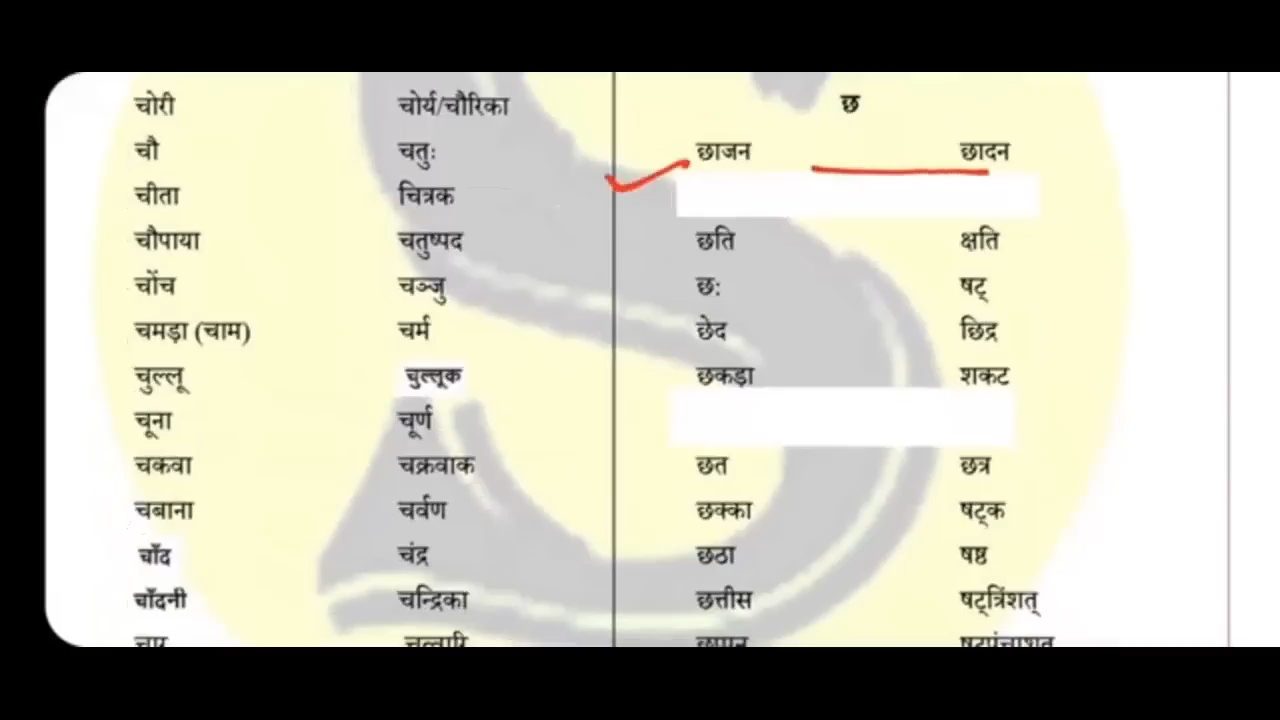 चोरी चोर्य/चौरिका
चौ चतुः
चीता चित्रक
चौपाया चतुष्पद
चोंच चञ्जु
चमड़ा (चाम) चर्म
चुल्लू चुल्लूक
चूना चूर्ण
चकवा चक्रवाक
चबाना चर्वण
चाँद चंद्र
चाँदनी चन्द्रिका
चार चत्वारि
छ
छाजन छादन
छति क्षति
छः षट्
छेद छिद्र
छकड़ा शकट
छत छत्र
छक्का षट्क
छठा षष्ठ
छत्तीस षट्त्रिंशत्